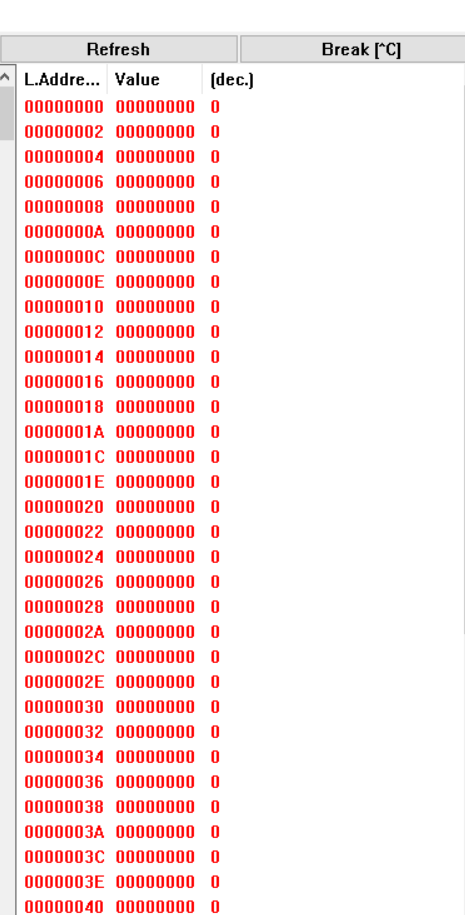 Refresh Break [^C]
L.Addre... Value (dec.)
00000000 00000000 0
00000002 00000000 0
00000004 00000000 0
00000006 00000000 0
00000008 00000000 0
0000000A 00000000 0
0000000C 00000000 0
0000000E 00000000 0
00000010 00000000 0
00000012 00000000 0
00000014 00000000 0
00000016 00000000 0
00000018 00000000 0
0000001A 00000000 0
0000001C 00000000 0
0000001E 00000000 0
00000020 00000000 0
00000022 00000000 0
00000024 00000000 0
00000026 00000000 0
00000028 00000000 0
0000002A 00000000 0
0000002C 00000000 0
0000002E 00000000 0
00000030 00000000 0
00000032 00000000 0
00000034 00000000 0
00000036 00000000 0
00000038 00000000 0
0000003A 00000000 0
0000003C 00000000 0
0000003E 00000000 0
00000040 00000000 0